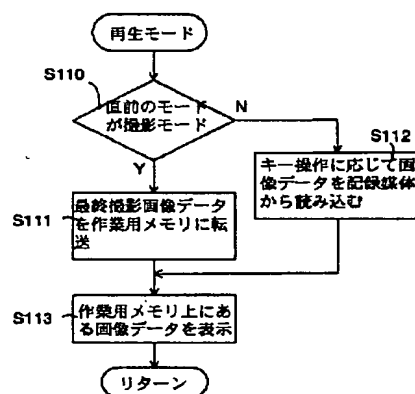 再生モード
S110
直前のモード
が撮影モード
N
Y
S112
キー操作に応じて画
像データを記録媒体
から読み込む
S111
最終撮影画像データ
を作業用メモリに転
送
S113
作業用メモリ上にあ
る画像データを表示
リターン